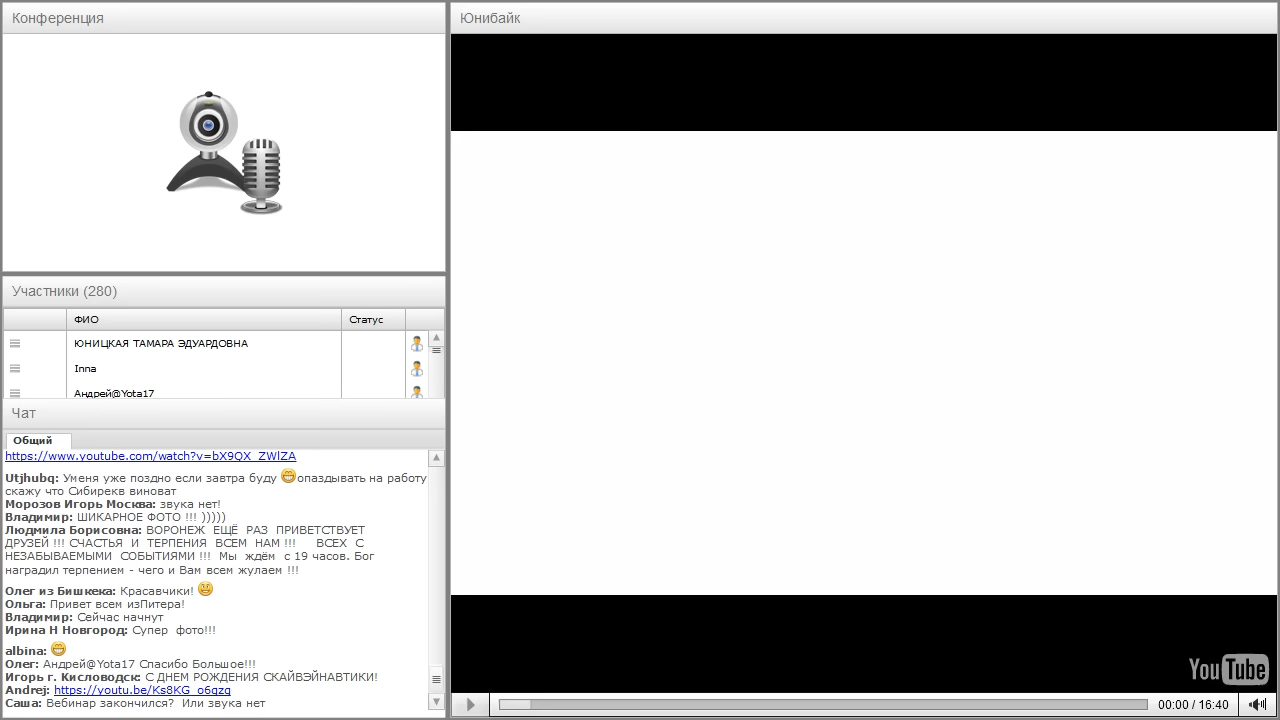 Конференция
Юнибайк
Участники (280)
ФИО
Статус
ЮНИЦКАЯ ТАМАРА ЭДУАРДОВНА
Inna
Андрей@Yota17
Чат
Общий
https://www.youtube.com/watch?v=bX9QX_ZWlZA
Utjhubq: Уменя уже поздно если завтра буду опаздывать на работу
скажу что Сибирекв виноват
Морозов Игорь Москва: звука нет!
Владимир: ШИКАРНОЕ ФОТО !!! )))))
Людмила Борисовна: ВОРОНЕЖ ЕЩЁ РАЗ ПРИВЕТСТВУЕТ
ДРУЗЕЙ !!! СЧАСТЬЯ И ТЕРПЕНИЯ ВСЕМ НАМ !!! ВСЕХ С
НЕЗАБЫВАЕМЫМИ СОБЫТИЯМИ !!! Мы ждём с 19 часов. Бог
наградил терпением - чего и Вам всем жулаем !!!
Олег из Бишкека: Красавчики!
Ольга: Привет всем изПитера!
Владимир: Сейчас начнут
Ирина Н Новгород: Супер фото!!!
albina:
Олег: Андрей@Yota17 Спасибо Большое!!!
Игорь г. Кисловодск: С ДНЕМ РОЖДЕНИЯ СКАЙВЭЙНАВТИКИ!
Andrej: https://youtu.be/Ks8KG_o6qzg
Саша: Вебинар закончился? Или звука нет
YouTube
00:00 / 16:40